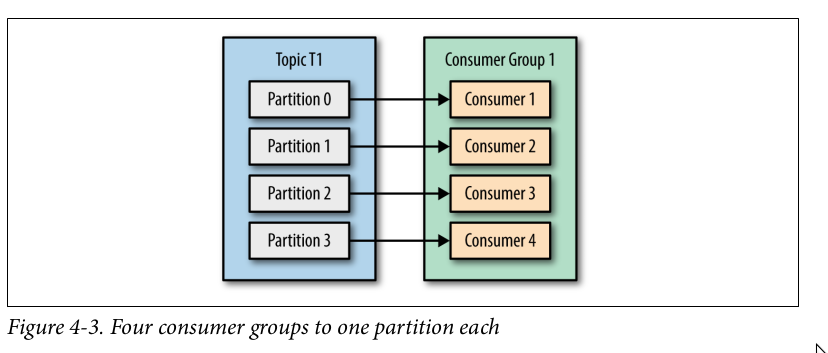 Topic T1
Partition 0
Partition 1
Partition 2
Partition 3
Consumer Group 1
Consumer 1
Consumer 2
Consumer 3
Consumer 4
Figure 4-3. Four consumer groups to one partition each